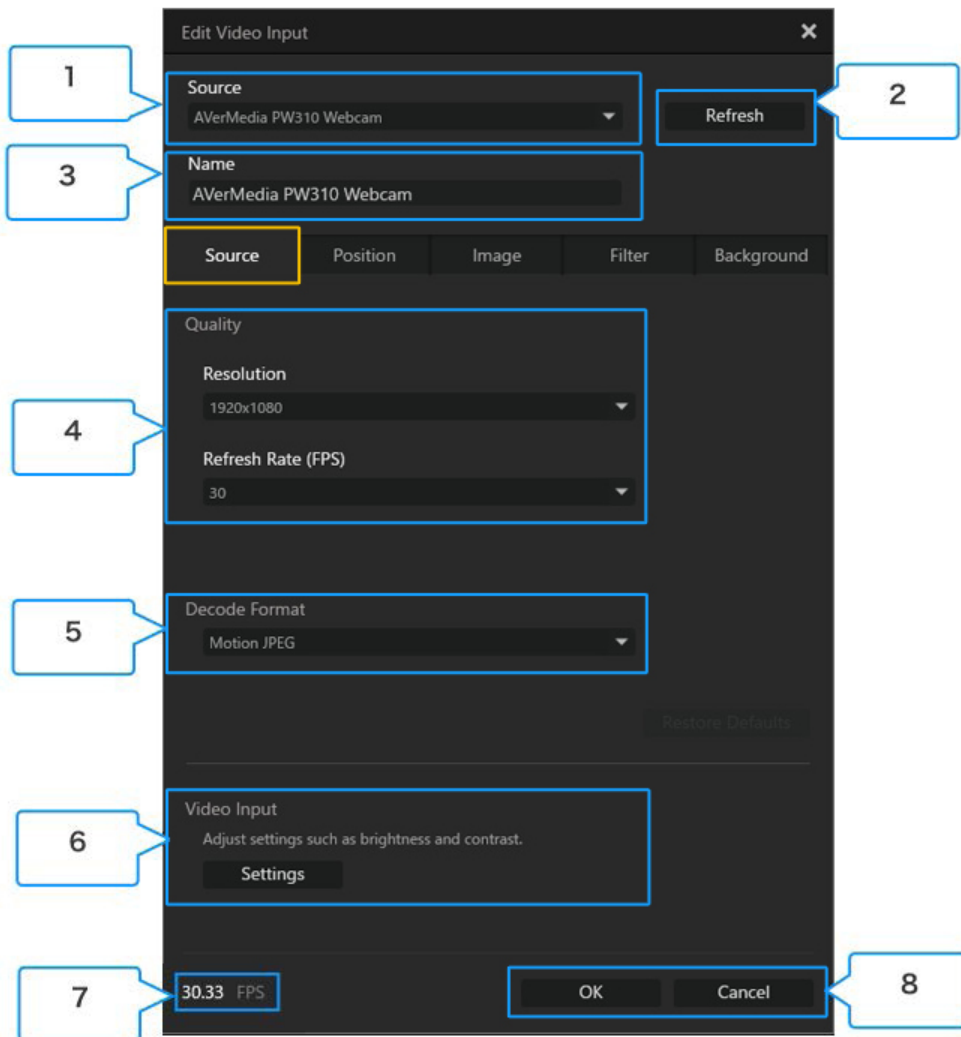 Edit Video Input
1
Source
2
AVerMedia PW310 Webcam
Refresh
3
Name
AVerMedia PW310 Webcam
Source Position Image Filter Background
Quality
Resolution
1920x1080
4
Refresh Rate (FPS)
30
Decode Format
5
Motion JPEG
Restore Defaults
Video Input
6
Adjust settings such as brightness and contrast.
Settings
7
30.33 FPS
OK Cancel
8